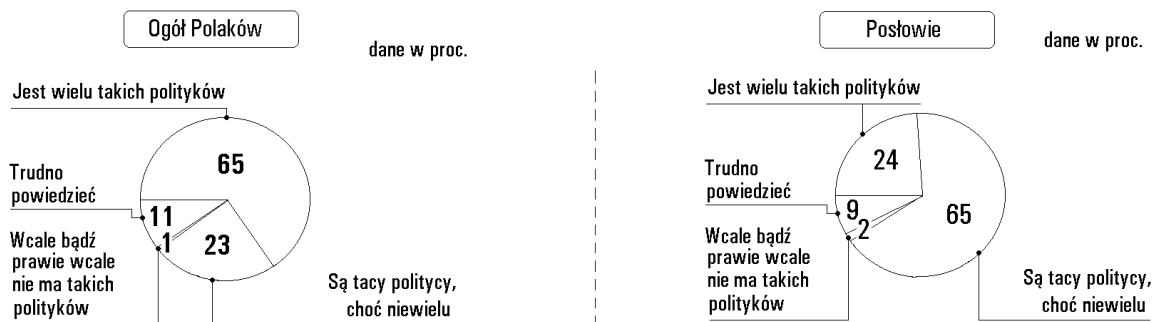 Ogół Polaków
dane w proc.
Jest wielu takich polityków
65
Trudno
powiedzieć
11
1
23
Wcale bądź
prawie wcale
nie ma takich
polityków
Są tacy politycy,
choć niewielu
Posłowie
dane w proc.
Jest wielu takich polityków
24
Trudno
powiedzieć
9
2
65
Wcale bądź
prawie wcale
nie ma takich
polityków
Są tacy politycy,
choć niewielu